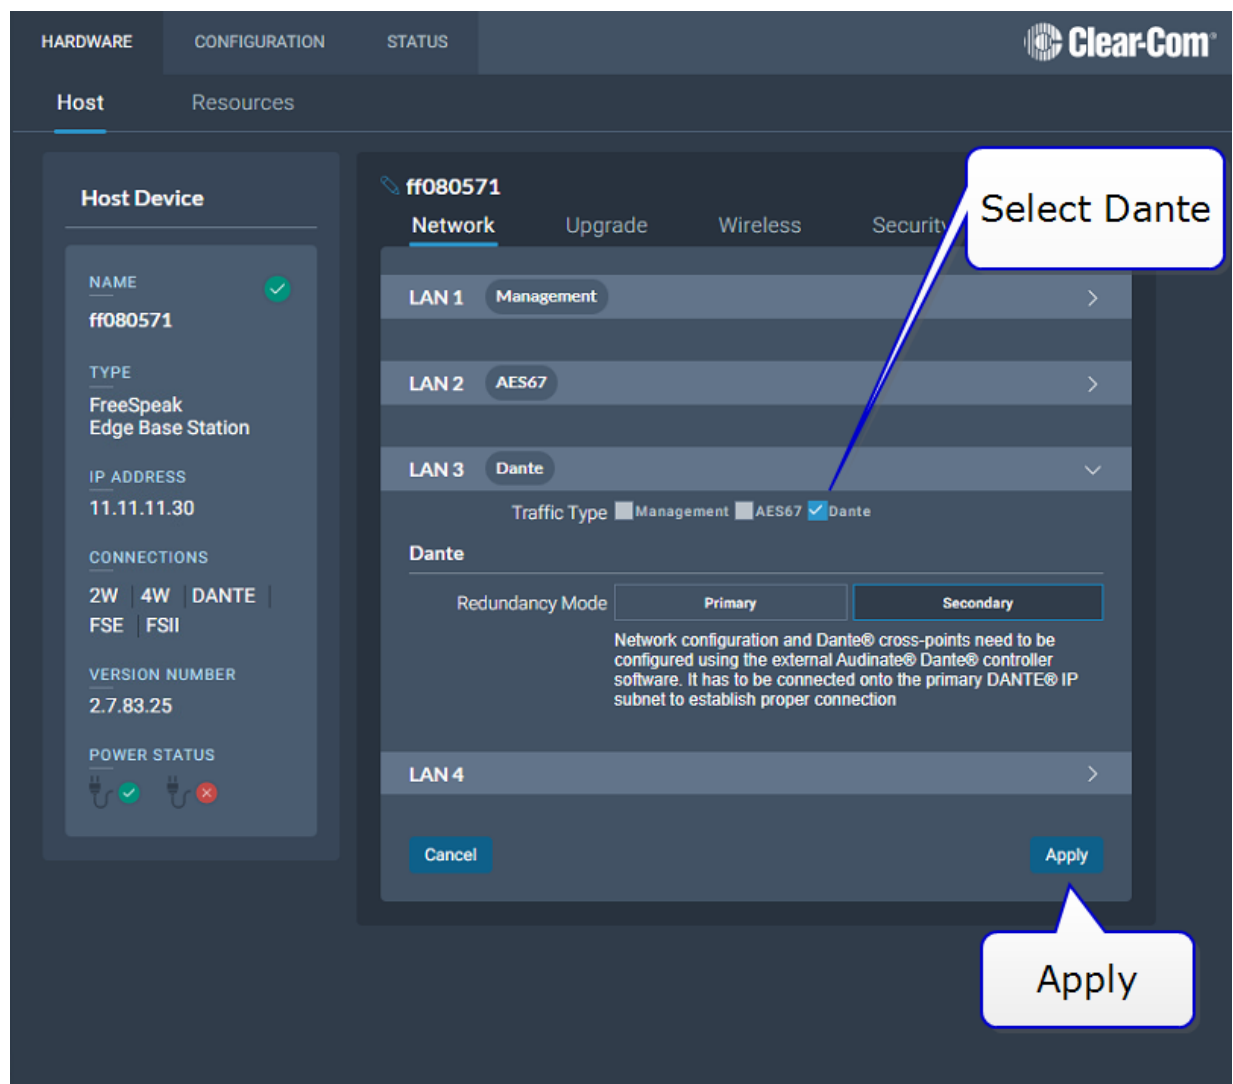 HARDWARE CONFIGURATION STATUS Clear-Com®
Host Resources
Host Device
NAME
ff080571
TYPE
FreeSpeak
Edge Base Station
IP ADDRESS
11.11.11.30
CONNECTIONS
2W 4W DANTE
FSE FSII
VERSION NUMBER
2.7.83.25
POWER STATUS
ff080571
Network Upgrade Wireless Security
Select Dante
LAN 1 Management
LAN 2 AES67
LAN 3 Dante
Traffic Type Management AES67 Dante
Dante
Redundancy Mode Primary Secondary
Network configuration and Dante® cross-points need to be
configured using the external Audinate® Dante® controller
software. It has to be connected onto the primary DANTE® IP
subnet to establish proper connection
LAN 4
Cancel Apply
Apply